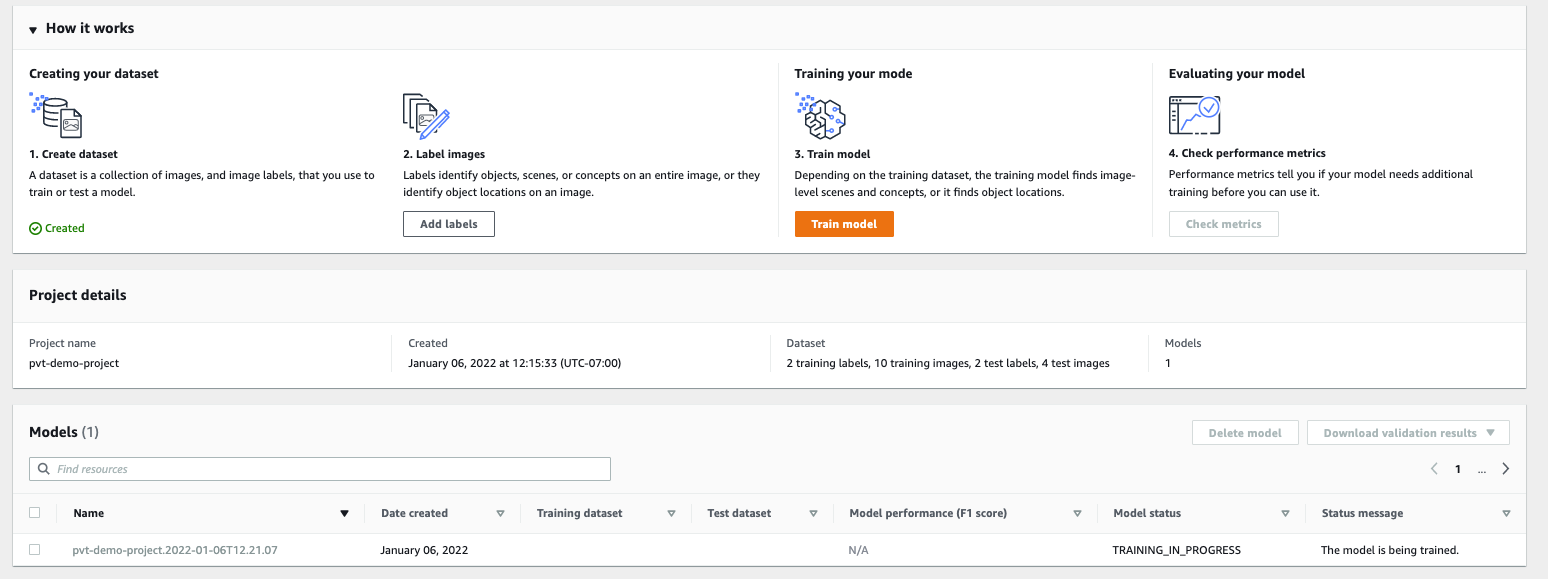 How it works
Creating your dataset
1. Create dataset
A dataset is a collection of images, and image labels, that you use to
train or test a model.
Created
2. Label images
Labels identify objects, scenes, or concepts on an entire image, or they
identify object locations on an image.
Add labels
Training your mode
3. Train model
Depending on the training dataset, the training model finds image-
level scenes and concepts, or it finds object locations.
Train model
Evaluating your model
4. Check performance metrics
Performance metrics tell you if your model needs additional
training before you can use it.
Check metrics
Project details
Project name
pvt-demo-project
Created
January 06, 2022 at 12:15:33 (UTC-07:00)
Dataset
2 training labels, 10 training images, 2 test labels, 4 test images
Models
1
Models (1)
Delete model
Download validation results
Find resources
1 ...
Name Date created Training dataset Test dataset Model performance (F1 score) Model status Status message
pvt-demo-project.2022-01-06T12.21.07 January 06, 2022 N/A TRAINING_IN_PROGRESS The model is being trained.